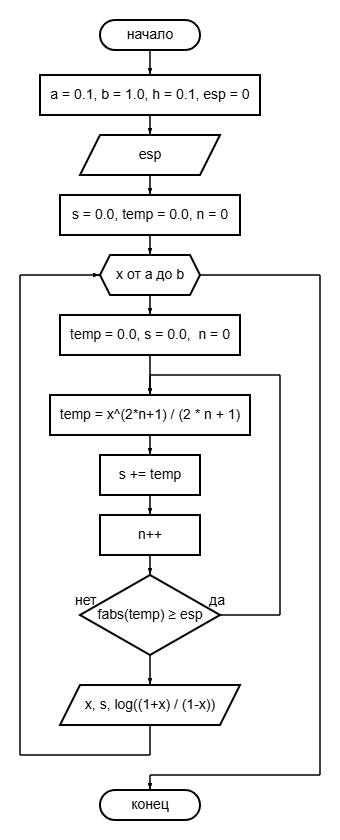 начало
a = 0.1, b = 1.0, h = 0.1, esp = 0
esp
s = 0.0, temp = 0.0, n = 0
x от a до b
temp = 0.0, s = 0.0,  n = 0
temp = x^(2*n+1) / (2 * n + 1)
s += temp
n++
нет
да
fabs(temp) ≥ esp
x, s, log((1+x) / (1-x))
конец